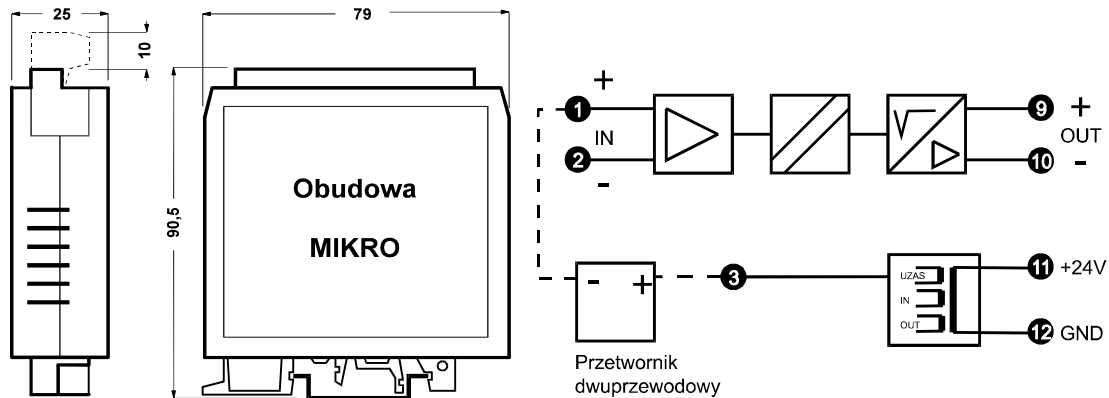 25
10
79
90,5
Obudowa
MIKRO
+
1
IN
2
-
9
+
OUT
10
-
- +
3
Przetwornik
dwuprzewodowy
UZAS
IN
OUT
11 +24V
12 GND